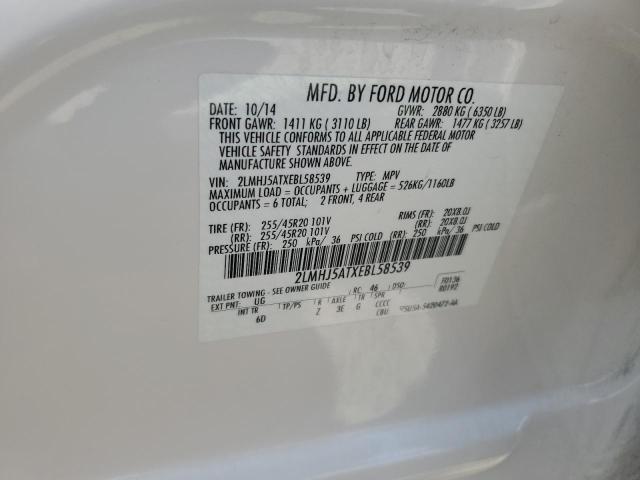 MFD. BY FORD MOTOR CO.
DATE: 10/14 GVWR: 2880 KG ( 6350 LB)
FRONT GAWR: 1411 KG ( 3110 LB) REAR GAWR: 1477 KG ( 3257 LB)
THIS VEHICLE CONFORMS TO ALL APPLICABLE FEDERAL MOTOR
VEHICLE SAFETY STANDARDS IN EFFECT ON THE DATE OF
MANUFACTURE SHOWN ABOVE.
VIN: 2LMHJ5ATXEBL58539 TYPE: MPV
MAXIMUM LOAD = OCCUPANTS + LUGGAGE = 526KG/1160LB
OCCUPANTS = 6 TOTAL; 2 FRONT, 4 REAR
TIRE (FR): 255/45R20 101V RIMS (FR): 20X8.0J
(RR): 255/45R20 101V (RR): 20X8.0J
PRESSURE (FR): 250 kPa/ 36 PSI COLD (RR): 250 kPa/ 36 PSI COLD
2LMHJ5ATXEBL58539
TRAILER TOWING - SEE OWNER GUIDE RC: 46 DSO: F0136
EXT PNT: UG R0192
INT TR TP/PS R AXLE TR SPR
6D Z 3E G CCCC
CBU